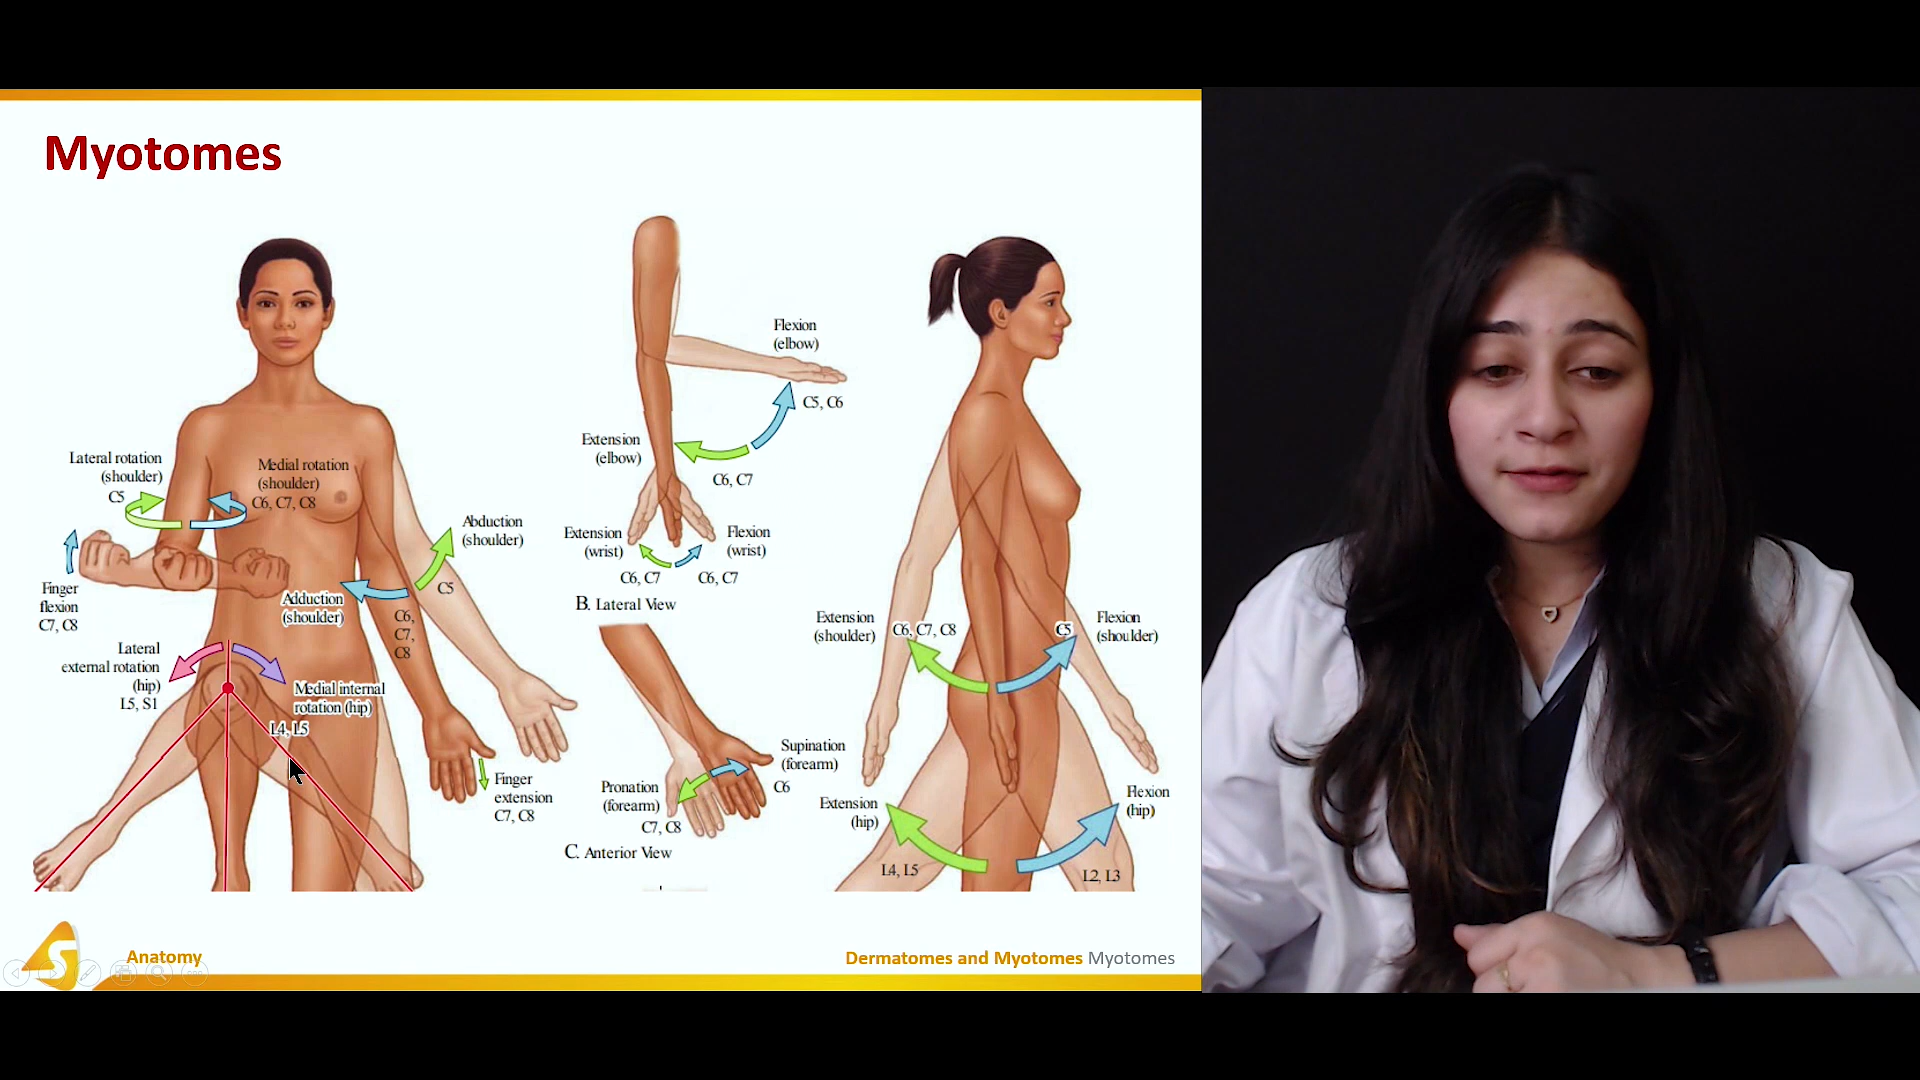 Myotomes
Lateral rotation
(shoulder)
C5
Medial rotation
(shoulder)
C6, C7, C8
Abduction
(shoulder)
C5
Finger
flexion
C7, C8
Adduction
(shoulder)
C6,
C7,
C8
Lateral
external rotation
(hip)
L5, S1
Medial internal
rotation (hip)
L4, L5
Finger
extension
C7, C8
Flexion
(elbow)
C5, C6
Extension
(elbow)
C6, C7
Extension
(wrist)
C6, C7
Flexion
(wrist)
C6, C7
B. Lateral View
Supination
(forearm)
C6
Pronation
(forearm)
C7, C8
C. Anterior View
Extension
(shoulder)
C6, C7, C8
C5
Flexion
(shoulder)
Extension
(hip)
L4, L5
Flexion
(hip)
L2, L3
S
Anatomy
Dermatomes and Myotomes Myotomes